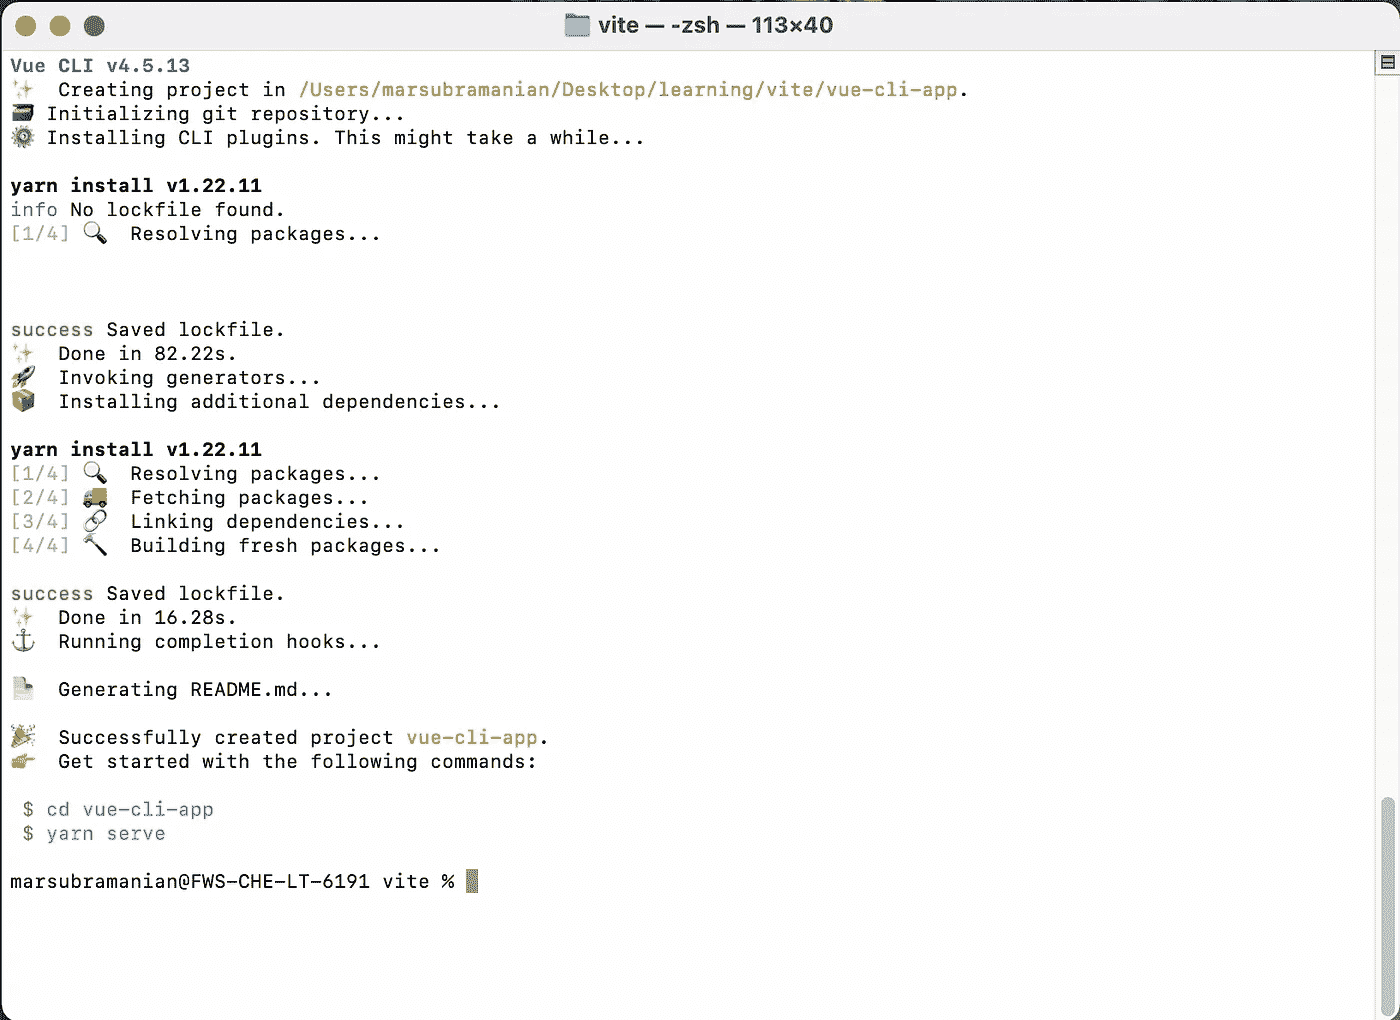 vite — -zsh — 113×40
Vue CLI v4.5.13
✨ Creating project in /Users/marsubramanian/Desktop/learning/vite/vue-cli-app.
🗃 Initializing git repository...
⚙️ Installing CLI plugins. This might take a while...
yarn install v1.22.11
info No lockfile found.
[1/4] 🔍 Resolving packages...
success Saved lockfile.
✨ Done in 82.22s.
🚀 Invoking generators...
📦 Installing additional dependencies...
yarn install v1.22.11
[1/4] 🔍 Resolving packages...
[2/4] 🚚 Fetching packages...
[3/4] 🔗 Linking dependencies...
[4/4] 🔨 Building fresh packages...
success Saved lockfile.
✨ Done in 16.28s.
⚓ Running completion hooks...
📄 Generating README.md...
🎉 Successfully created project vue-cli-app.
👉 Get started with the following commands:
$ cd vue-cli-app
$ yarn serve
marsubramanian@FWS-CHE-LT-6191 vite %